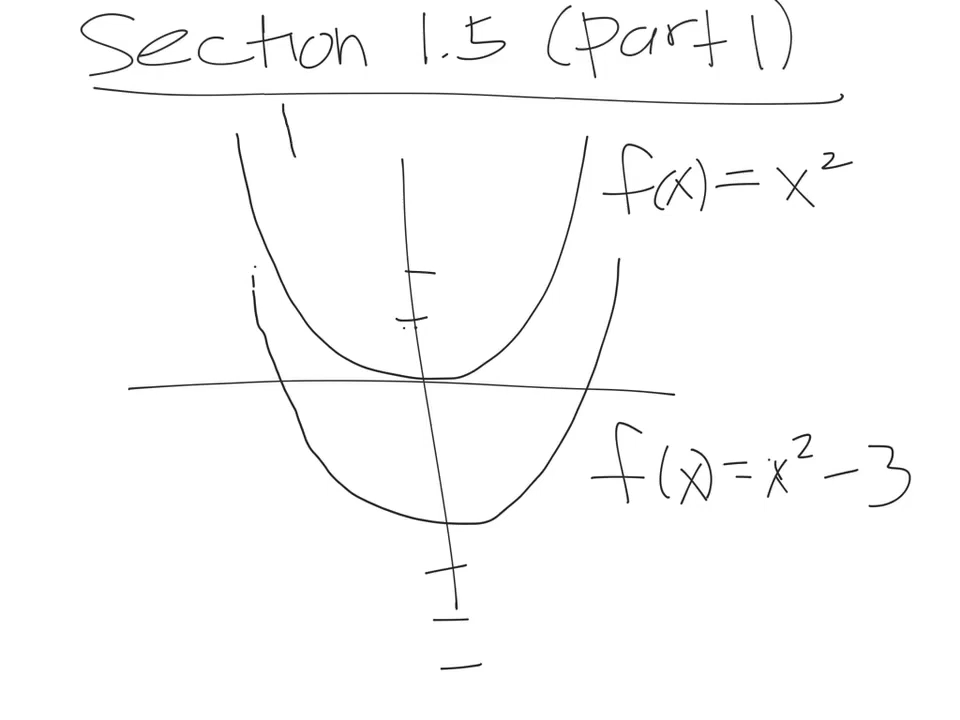 Section 1.5 (part 1)
f(x) = x²
f(x) = x² - 3